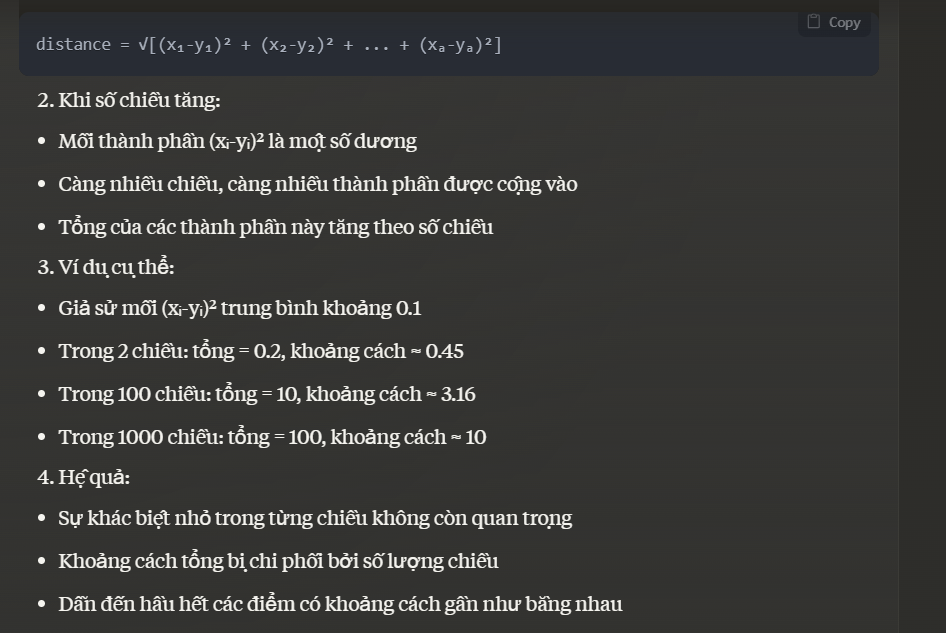 Copy
distance = √[(x₁-y₁)² + (x₂-y₂)² + ... + (xₐ-yₐ)²]
2. Khi số chiều tăng:
• Mỗi thành phần (xᵢ-yᵢ)² là một số dương
• Càng nhiều chiều, càng nhiều thành phần được cộng vào
• Tổng của các thành phần này tăng theo số chiều
3. Ví dụ cụ thể:
• Giả sử mỗi (xᵢ-yᵢ)² trung bình khoảng 0.1
• Trong 2 chiều: tổng = 0.2, khoảng cách ≈ 0.45
• Trong 100 chiều: tổng = 10, khoảng cách ≈ 3.16
• Trong 1000 chiều: tổng = 100, khoảng cách ≈ 10
4. Hệ quả:
• Sự khác biệt nhỏ trong từng chiều không còn quan trọng
• Khoảng cách tổng bị chi phối bởi số lượng chiều
• Dẫn đến hầu hết các điểm có khoảng cách gần như bằng nhau